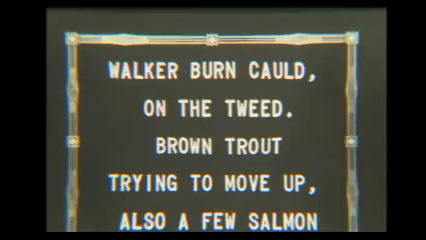 WALKER BURN CAULD,
ON THE TWEED.
BROWN TROUT
TRYING TO MOVE UP,
ALSO A FEW SALMON